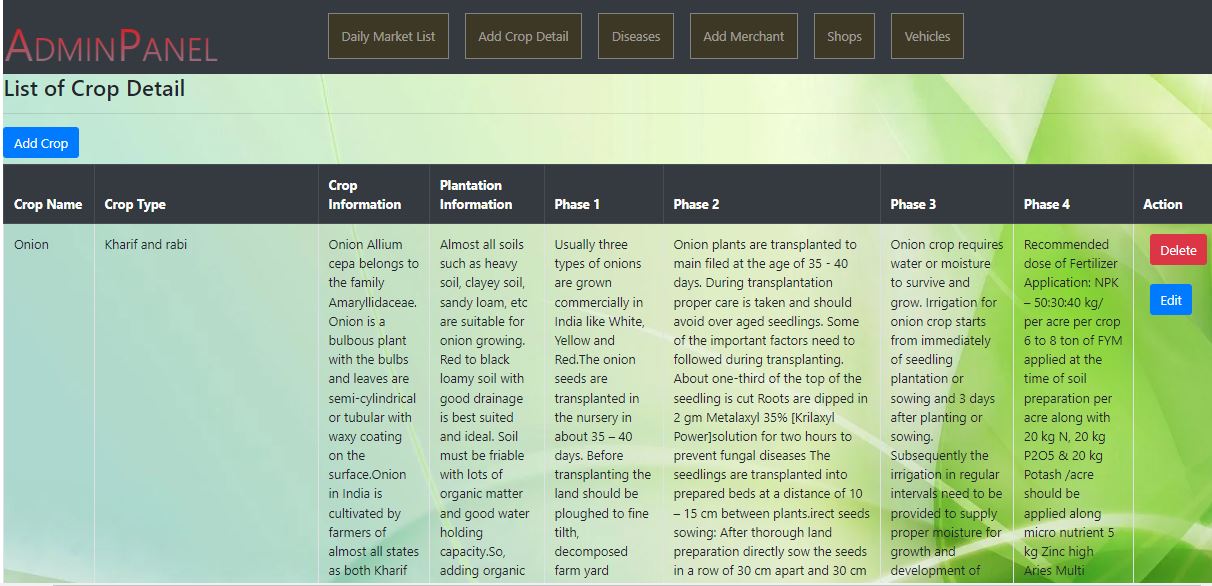 ADMINPANEL
Daily Market List
Add Crop Detail
Diseases
Add Merchant
Shops
Vehicles
List of Crop Detail
Add Crop
Crop Name
Crop Type
Crop
Information
Plantation
Information
Phase 1
Phase 2
Phase 3
Phase 4
Action
Onion
Kharif and rabi
Onion Allium
cepa belongs to
the family
Amaryllidaceae.
Onion is a
bulbous plant
with the bulbs
and leaves are
semi-cylindrical
or tubular with
waxy coating
on the
surface.Onion
in India is
cultivated by
farmers of
almost all states
as both Kharif
Almost all soils
such as heavy
soil, clayey soil,
sandy loam, etc
are suitable for
onion growing.
Red to black
loamy soil with
good drainage
is best suited
and ideal. Soil
must be friable
with lots of
organic matter
and good water
holding
capacity.So,
adding organic
Usually three
types of onions
are grown
commercially in
India like White,
Yellow and
Red.The onion
seeds are
transplanted in
the nursery in
about 35 – 40
days. Before
transplanting the
land should be
ploughed to fine
tilth,
decomposed
farm yard
Onion plants are transplanted to
main filed at the age of 35 - 40
days. During transplantation
proper care is taken and should
avoid over aged seedlings. Some
of the important factors need to
followed during transplanting.
About one-third of the top of the
seedling is cut Roots are dipped in
2 gm Metalaxyl 35% [Krilaxyl
Power]solution for two hours to
prevent fungal diseases The
seedlings are transplanted into
prepared beds at a distance of 10
– 15 cm between plants.irect seeds
sowing: After thorough land
preparation directly sow the seeds
in a row of 30 cm apart and 30 cm
Onion crop requires
water or moisture
to survive and
grow. Irrigation for
onion crop starts
from immediately
of seedling
plantation or
sowing and 3 days
after planting or
sowing.
Subsequently the
irrigation in regular
intervals need to be
provided to supply
proper moisture for
growth and
development of
Recommended
dose of Fertilizer
Application: NPK
– 50:30:40 kg/
per acre per crop
6 to 8 ton of FYM
applied at the
time of soil
preparation per
acre along with
20 kg N, 20 kg
P2O5 & 20 kg
Potash /acre
should be
applied along
micro nutrient 5
kg Zinc high
Aries Multi
Delete
Edit